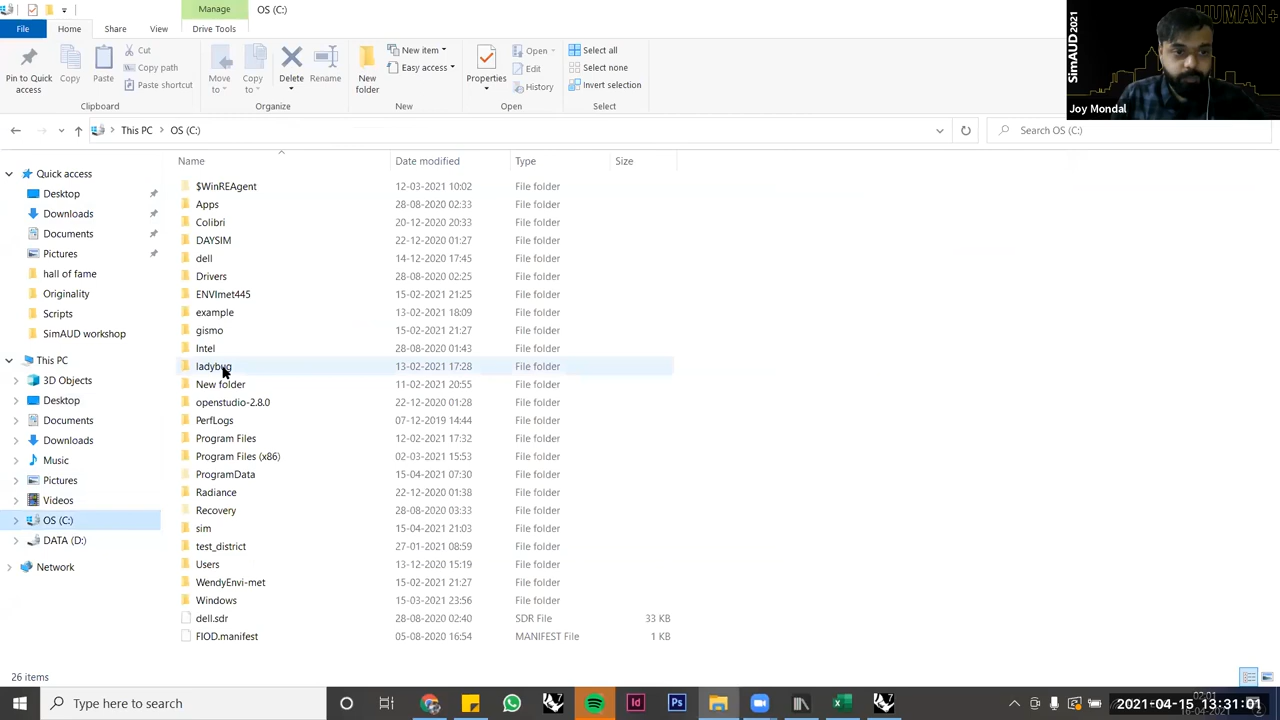 Manage
OS (C:)
File
Home
Share
View
Drive Tools
Pin to Quick access
Copy
Paste
Cut
Copy path
Paste shortcut
Clipboard
Move to
Copy to
Delete
Rename
Organize
New folder
New item
Easy access
New
Properties
Open
Edit
History
Open
Select all
Select none
Invert selection
Select
SimAUD2021
HUMAN+
Joy Mondal
This PC
OS (C:)
Search OS (C:)
Quick access
Desktop
Downloads
Documents
Pictures
hall of fame
Originality
Scripts
SimAUD workshop
This PC
3D Objects
Desktop
Documents
Downloads
Music
Pictures
Videos
OS (C:)
DATA (D:)
Network
Name Date modified Type Size
$WinREAgent 12-03-2021 10:02 File folder
Apps 28-08-2020 02:33 File folder
Colibri 20-12-2020 20:33 File folder
DAYSIM 22-12-2020 01:27 File folder
dell 14-12-2020 17:45 File folder
Drivers 28-08-2020 02:25 File folder
ENVImet445 15-02-2021 21:25 File folder
example 13-02-2021 18:09 File folder
gismo 15-02-2021 21:27 File folder
Intel 28-08-2020 01:43 File folder
ladybug 13-02-2021 17:28 File folder
New folder 11-02-2021 20:55 File folder
openstudio-2.8.0 22-12-2020 01:28 File folder
PerfLogs 07-12-2019 14:44 File folder
Program Files 12-02-2021 17:32 File folder
Program Files (x86) 02-03-2021 15:53 File folder
ProgramData 15-04-2021 07:30 File folder
Radiance 22-12-2020 01:38 File folder
Recovery 28-08-2020 03:33 File folder
sim 15-04-2021 21:03 File folder
test_district 27-01-2021 08:59 File folder
Users 13-12-2020 15:19 File folder
WendyEnvi-met 15-02-2021 21:27 File folder
Windows 15-03-2021 23:56 File folder
dell.sdr 28-08-2020 02:40 SDR File 33 KB
FIOD.manifest 05-08-2020 16:54 MANIFEST File 1 KB
26 items
Type here to search
02:01
16-04-2021
2021-04-15 13:31:01